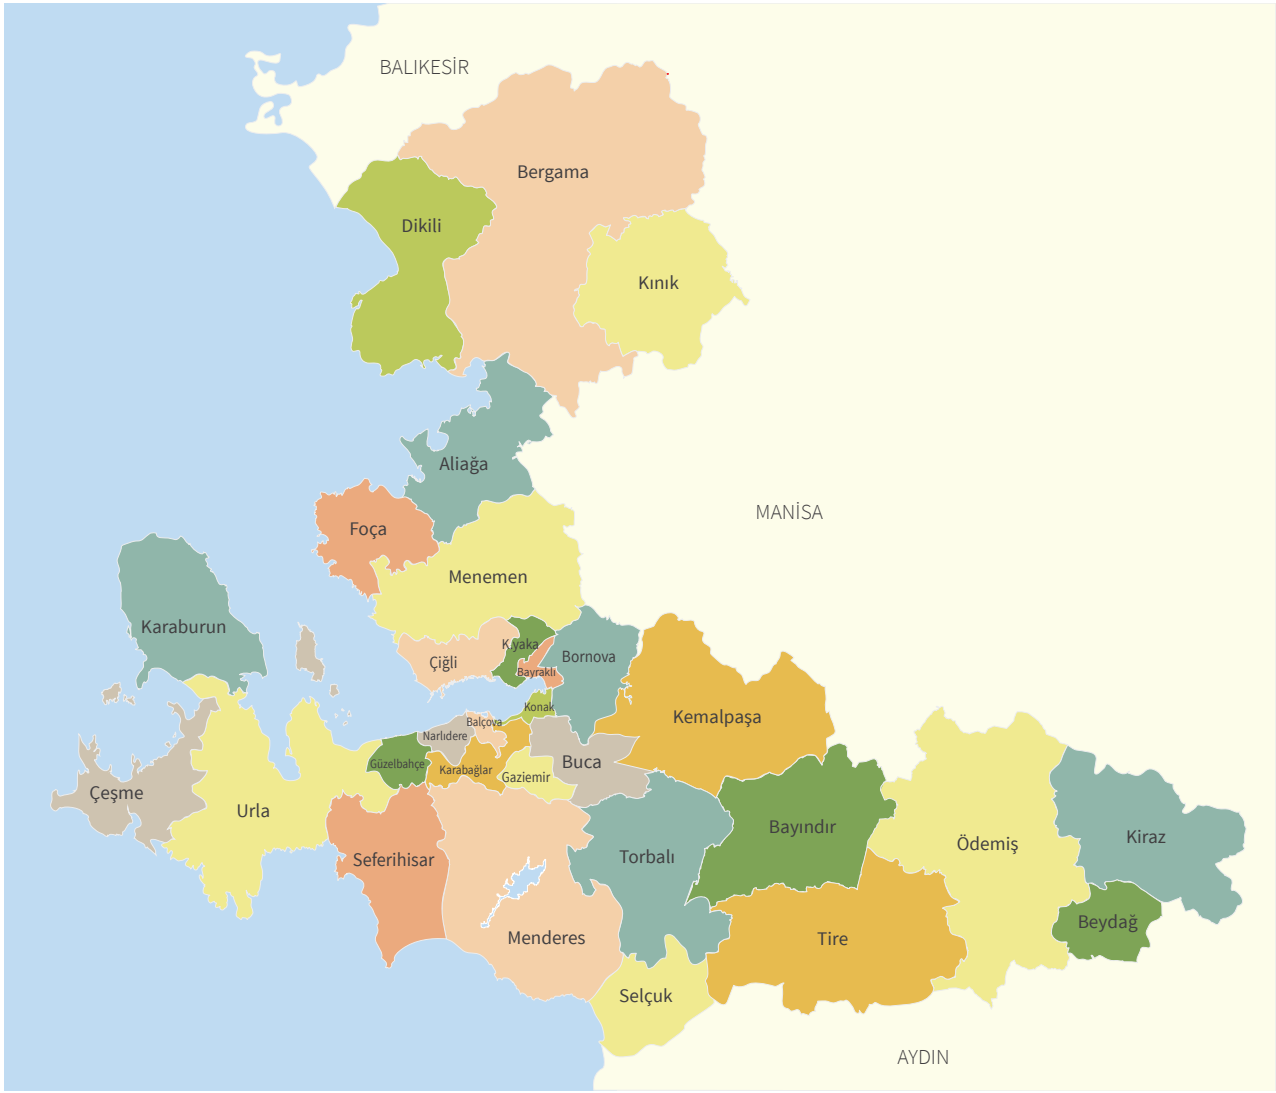 BALIKESİR
Bergama
Dikili
Kınık
Aliağa
MANİSA
Foça
Menemen
Karaburun
K.yaka
Bornova
Çiğli
Bayraklı
Konak
Kemalpaşa
Balçova
Narlıdere
Buca
Güzelbahçe
Karabağlar
Gaziemir
Çeşme
Urla
Bayındır
Kiraz
Ödemiş
Torbalı
Seferihisar
Beydağ
Menderes
Tire
Selçuk
AYDIN